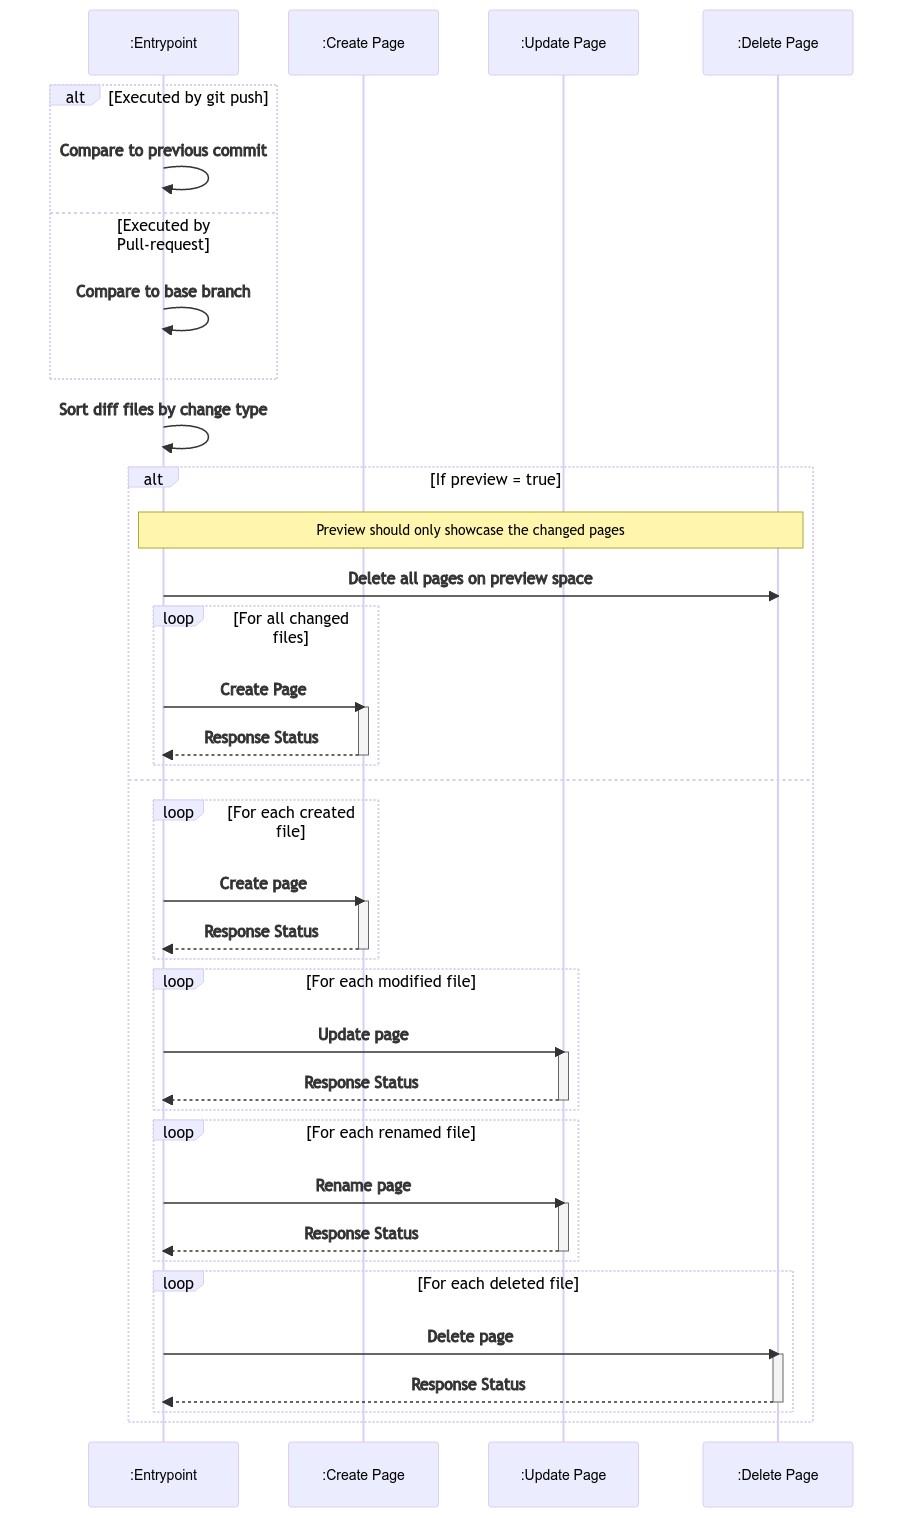 :Entrypoint
:Create Page
:Update Page
:Delete Page
alt
[Executed by git push]
Compare to previous commit
[Executed by
Pull-request]
Compare to base branch
Sort diff files by change type
alt
[If preview = true]
Preview should only showcase the changed pages
Delete all pages on preview space
loop
[For all changed
files]
Create Page
Response Status
loop
[For each created
file]
Create page
Response Status
loop
[For each modified file]
Update page
Response Status
loop
[For each renamed file]
Rename page
Response Status
loop
[For each deleted file]
Delete page
Response Status
:Entrypoint
:Create Page
:Update Page
:Delete Page